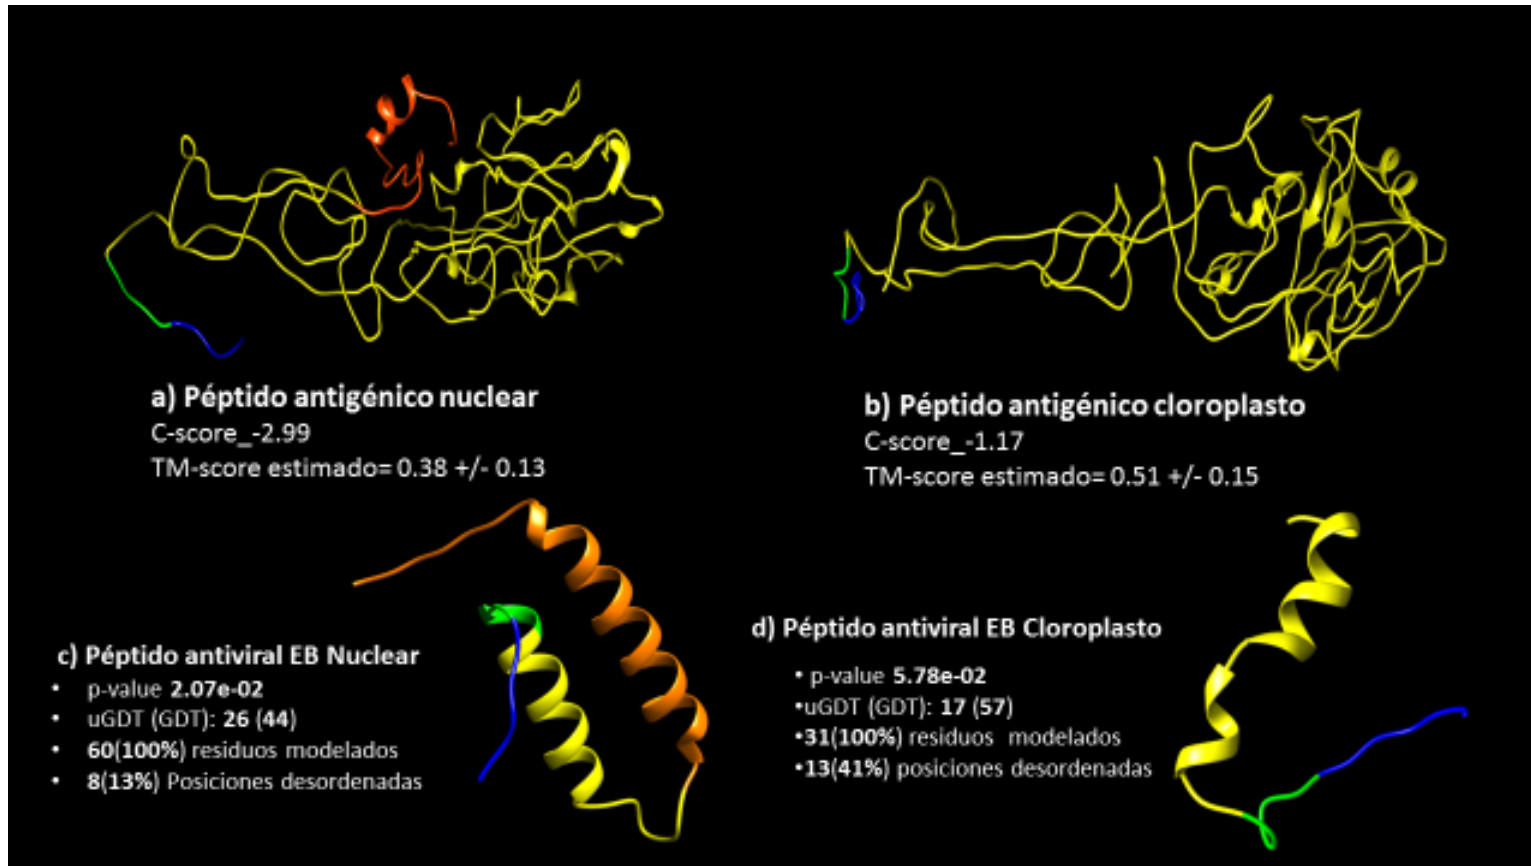 a) Péptido antigénico nuclear
C-score_-2.99
TM-score estimado= 0.38 +/- 0.13
b) Péptido antigénico cloroplasto
C-score_-1.17
TM-score estimado= 0.51 +/- 0.15
c) Péptido antiviral EB Nuclear
• p-value 2.07e-02
• uGDT (GDT): 26 (44)
• 60(100%) residuos modelados
• 8(13%) Posiciones desordenadas
d) Péptido antiviral EB Cloroplasto
• p-value 5.78e-02
•uGDT (GDT): 17 (57)
•31(100%) residuos modelados
•13(41%) posiciones desordenadas